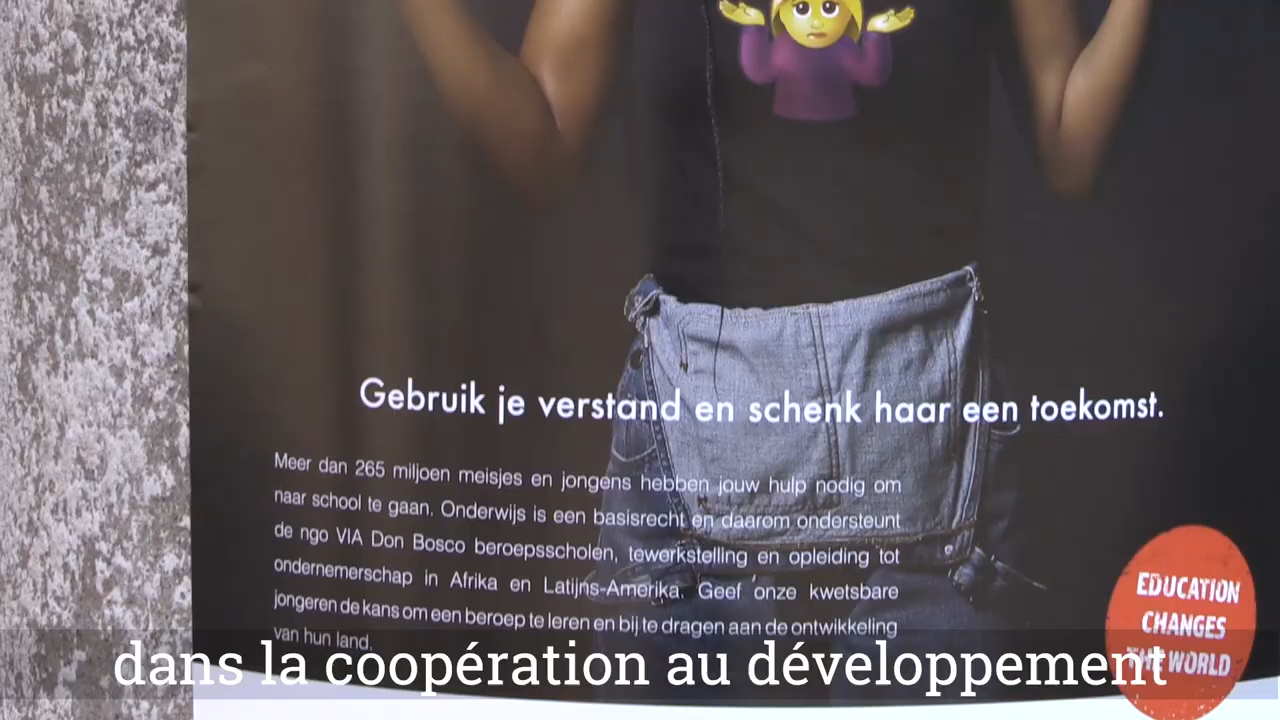 Gebruik je verstand en schenk haar een toekomst.
Meer dan 265 miljoen meisjes en jongens hebben jouw hulp nodig om
naar school te gaan. Onderwijs is een basisrecht en daarom ondersteunt
de ngo VIA Don Bosco beroepsscholen, tewerkstelling en opleiding tot
ondernemerschap in Afrika en Latijns-Amerika. Geef onze kwetsbare
jongeren de kans om een beroep te leren en bij te dragen aan de ontwikkeling
van hun land.
EDUCATION
CHANGES
THE WORLD
dans la coopération au développement